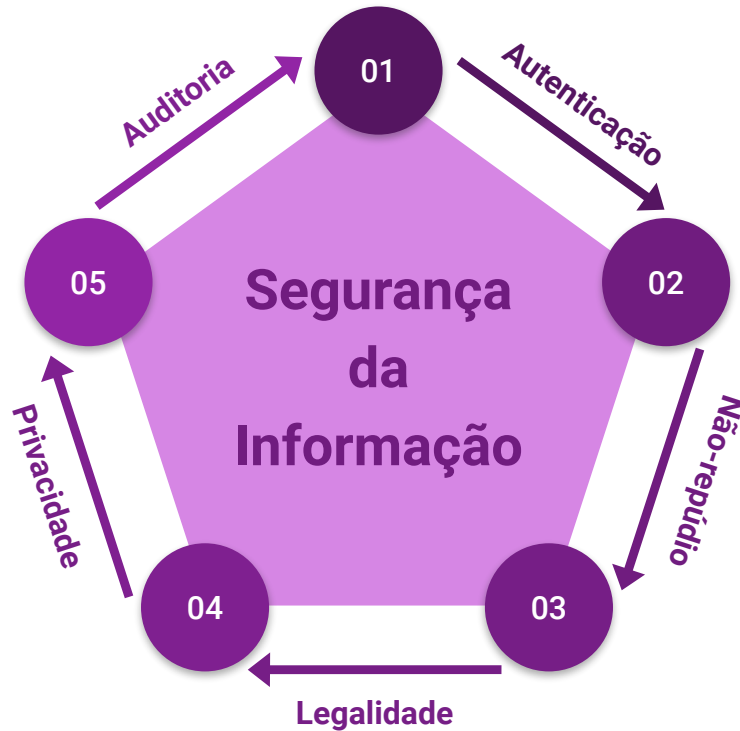 01
Autenticação
02
Não-repúdio
03
Legalidade
04
Privacidade
05
Auditoria
Segurança
da
Informação